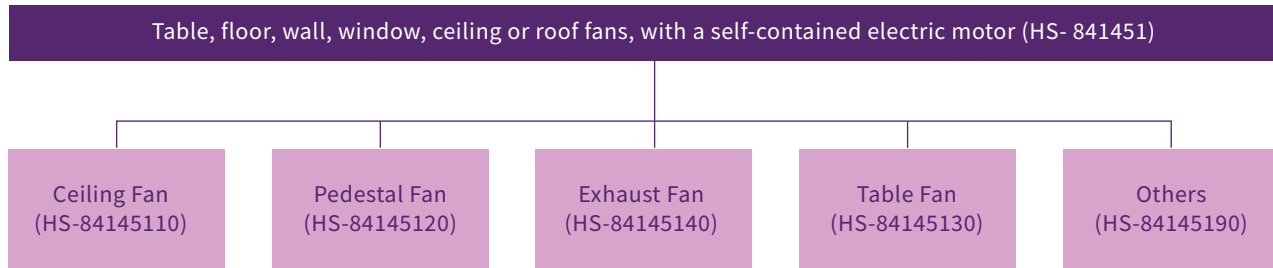 Table, floor, wall, window, ceiling or roof fans, with a self-contained electric motor (HS- 841451)
Ceiling Fan
(HS-84145110)
Pedestal Fan
(HS-84145120)
Exhaust Fan
(HS-84145140)
Table Fan
(HS-84145130)
Others
(HS-84145190)